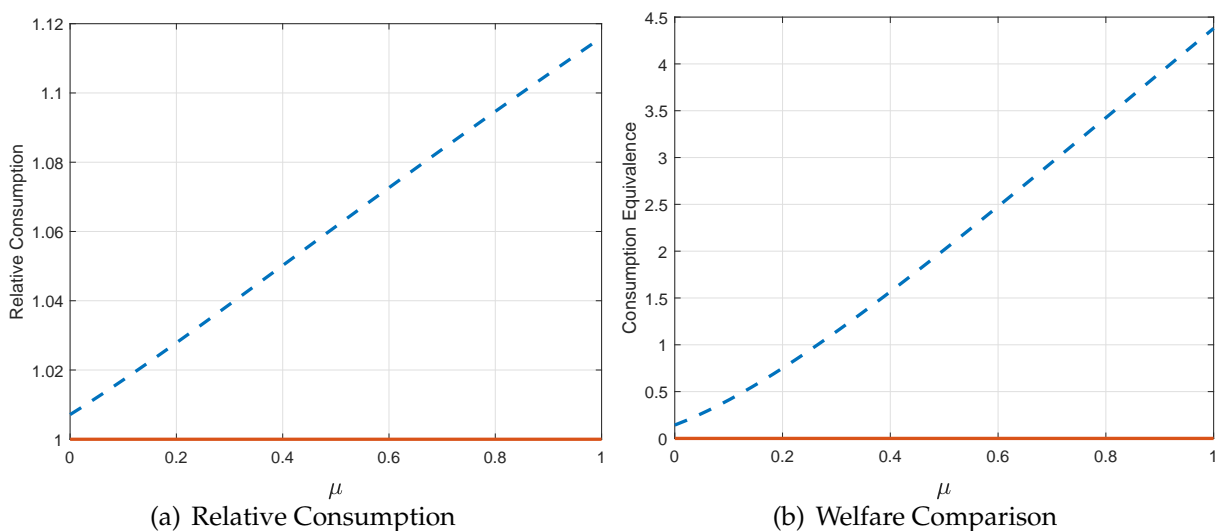 1.12
1.1
1.08
1.06
1.04
1.02
1
Relative Consumption
0 0.2 0.4 0.6 0.8 1
μ
(a) Relative Consumption
4.5
4
3.5
3
2.5
2
1.5
1
0.5
0
Consumption Equivalence
0 0.2 0.4 0.6 0.8 1
μ
(b) Welfare Comparison